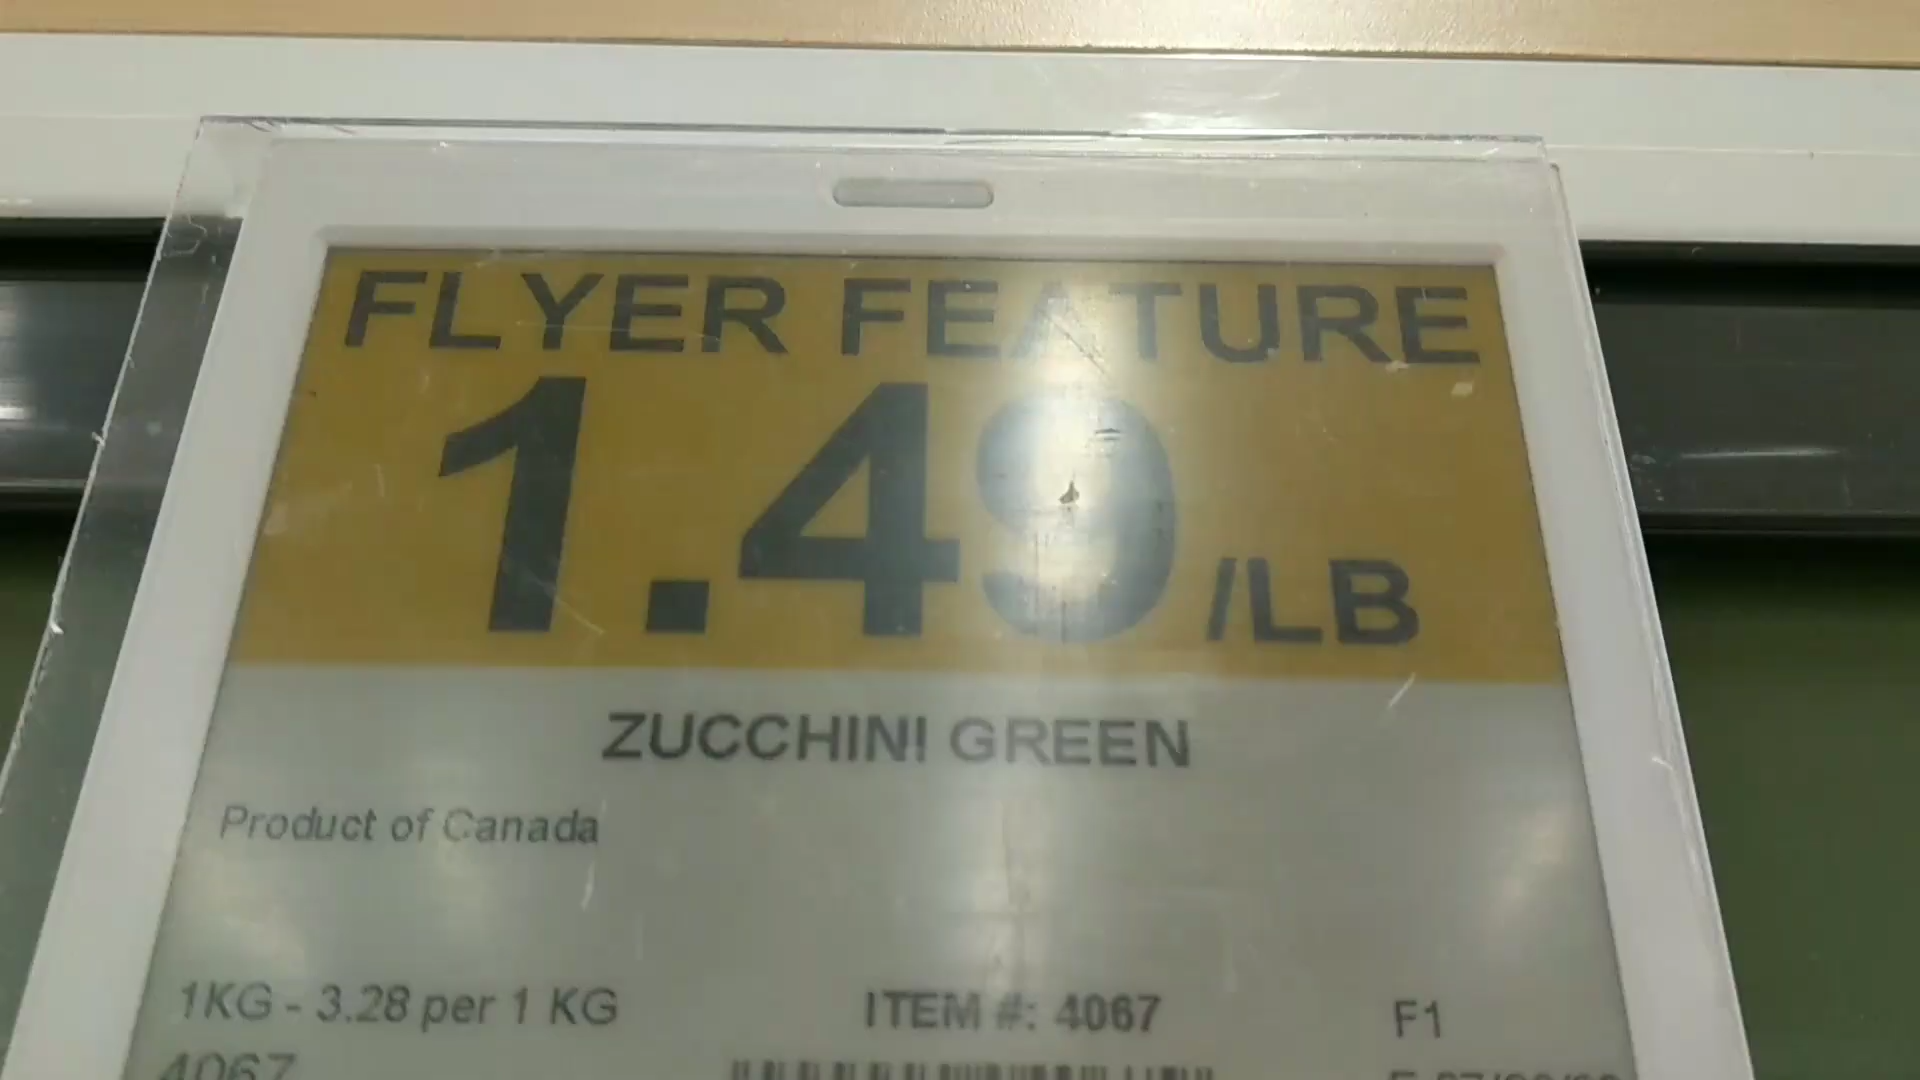 FLYER FEATURE
1.49/LB
ZUCCHINI GREEN
Product of Canada
1KG - 3.28 per 1 KG
ITEM #: 4067
F1
4067